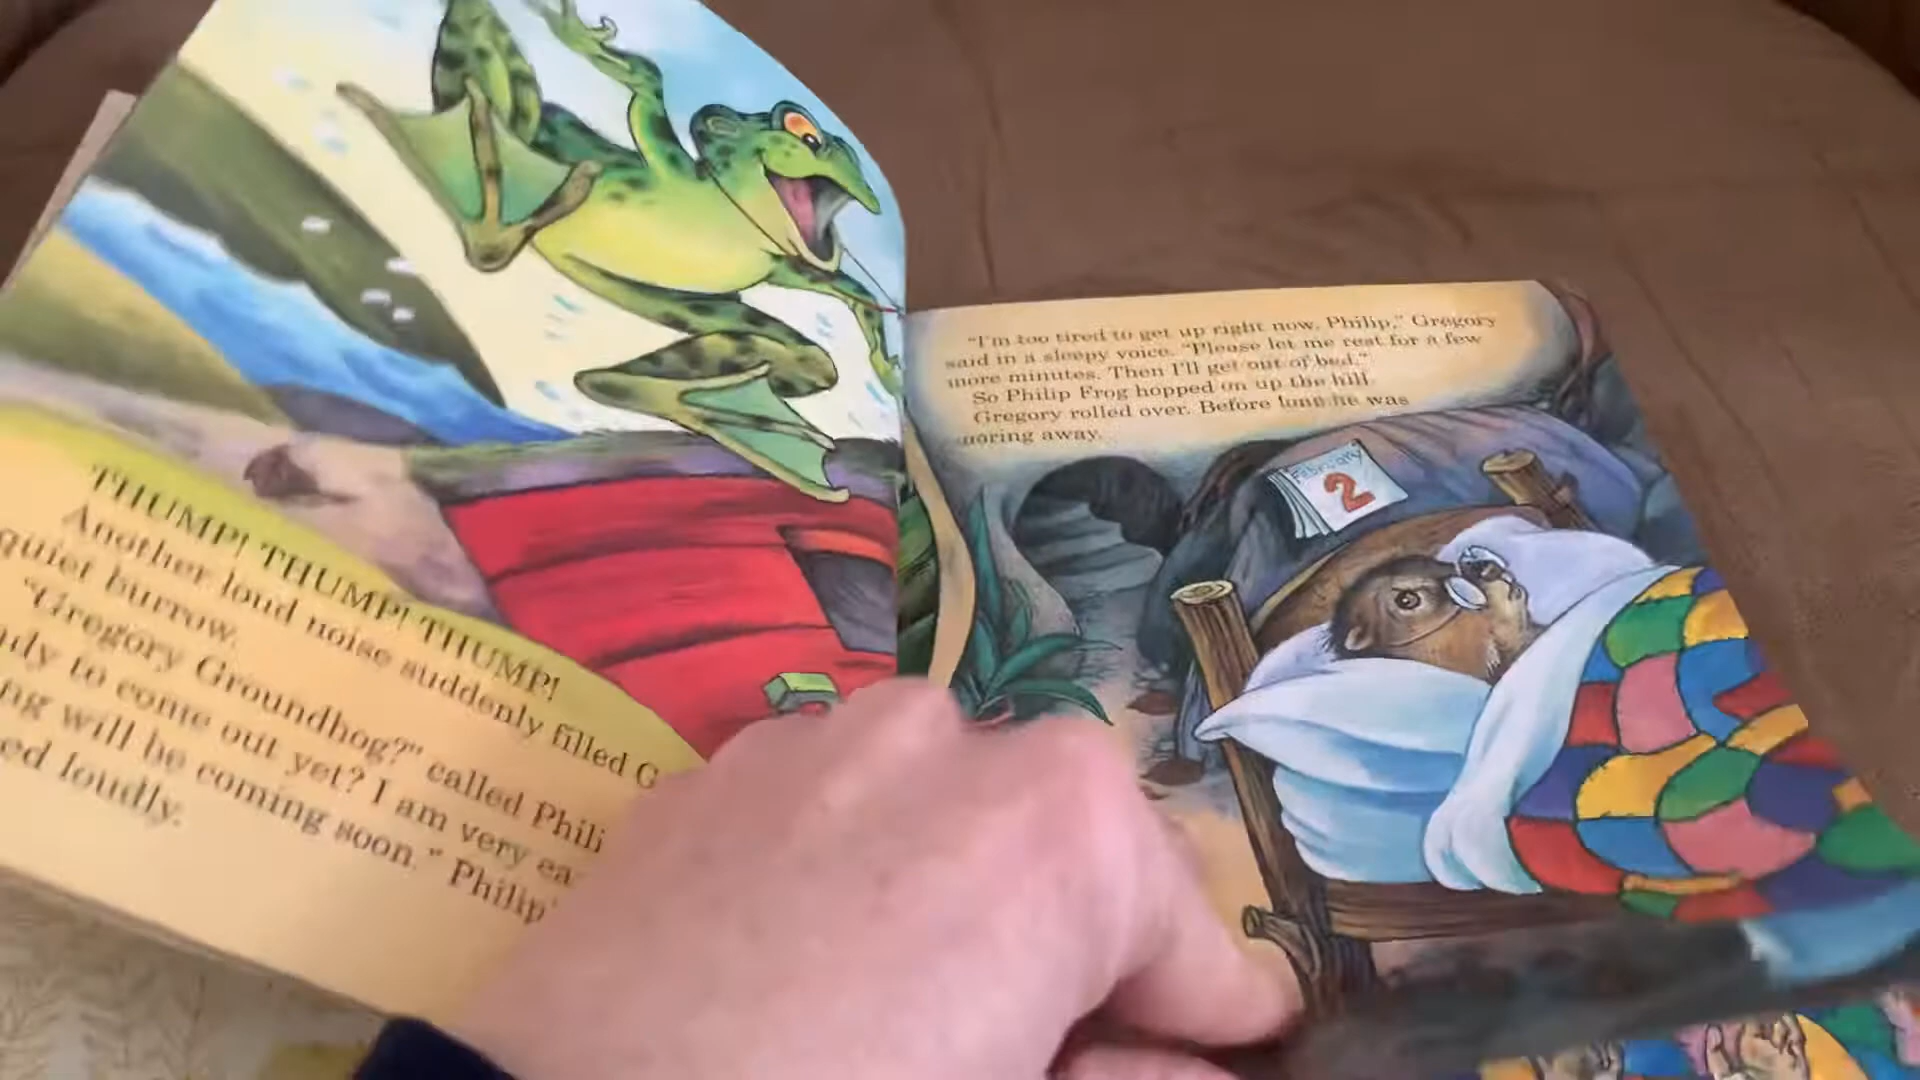 THUMP! THUMP! THUMP!
Another loud noise suddenly filled G
quiet burrow.
"Gregory Groundhog?" called Phili
dy to come out yet? I am very ea
ng will be coming soon." Philip
ed loudly.
"I'm too tired to get up right now, Philip," Gregory
said in a sleepy voice. "Please let me rest for a few
more minutes. Then I'll get out of bed."
So Philip Frog hopped on up the hill.
Gregory rolled over. Before long he was
noring away.
February
2